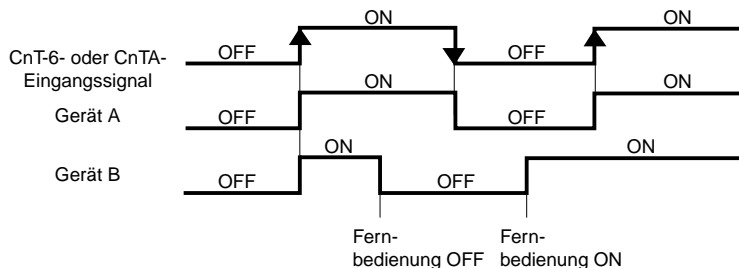 ON
ON
OFF
OFF
CnT-6- oder CnTA-
Eingangssignal
ON
ON
Gerät A
OFF
OFF
ON
ON
Gerät B
OFF
OFF
Fern-
bedienung OFF
Fern-
bedienung ON